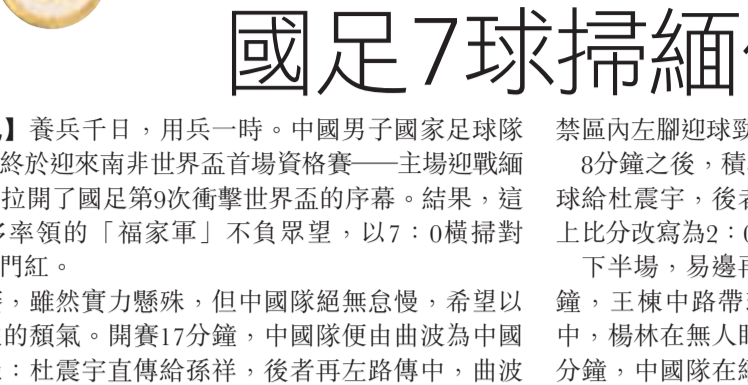 國足7球掃緬
】養兵千日，用兵一時。中國男子國家足球隊
終於迎來南非世界盃首場資格賽——主場迎戰緬
拉開了國足第9次衝擊世界盃的序幕。結果，這
率領的「福家軍」不負眾望，以7：0橫掃對
門紅。
，雖然實力懸殊，但中國隊絕無怠慢，希望以
的頹氣。開賽17分鐘，中國隊便由曲波為中國
：杜震宇直傳給孫祥，後者再左路傳中，曲波
禁區內左腳迎球勁
8分鐘之後，積
球給杜震宇，後者
上比分改寫為2：0
下半場，易邊再
鐘，王棟中路帶
中，楊林在無人
分鐘，中國隊在